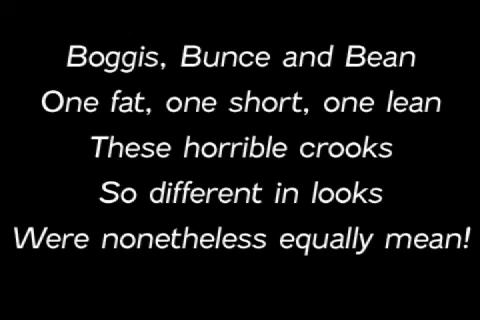 Boggis, Bunce and Bean
One fat, one short, one lean
These horrible crooks
So different in looks
Were nonetheless equally mean!